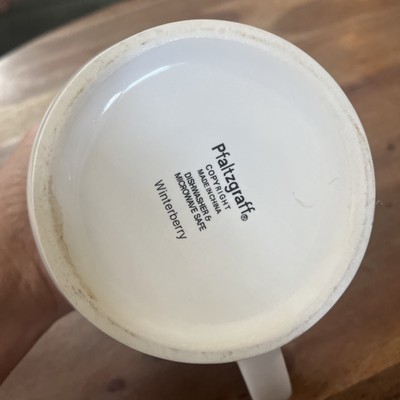 Pfaltzgraff®
COPYRIGHT
MADE IN CHINA
DISHWASHER &
MICROWAVE SAFE
Winterberry